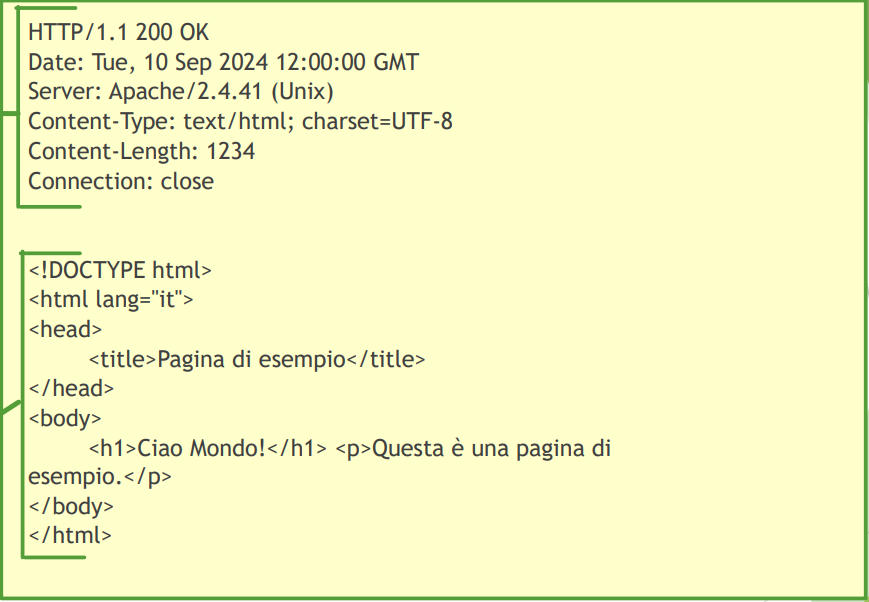 HTTP/1.1 200 OK
Date: Tue, 10 Sep 2024 12:00:00 GMT
Server: Apache/2.4.41 (Unix)
Content-Type: text/html; charset=UTF-8
Content-Length: 1234
Connection: close
<!DOCTYPE html>
<html lang="it">
<head>
<title>Pagina di esempio</title>
</head>
<body>
<h1>Ciao Mondo!</h1> <p>Questa è una pagina di
esempio.</p>
</body>
</html>